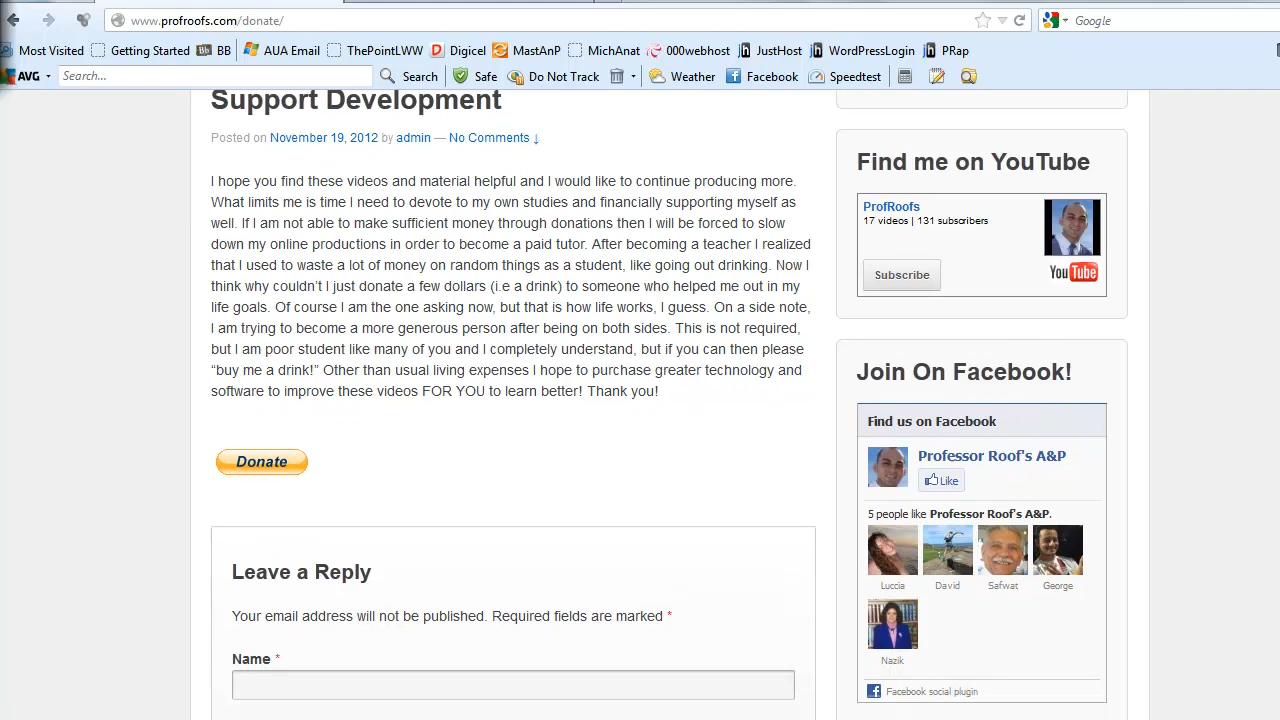 www.profroofs.com/donate/
Google
Most Visited Getting Started Bb BB AUA Email ThePointLWW D Digicel MastAnP MichAnat 000webhost jh JustHost jh WordPressLogin jh PRap
AVG Search... Search Safe Do Not Track Weather Facebook Speedtest
Support Development
Posted on November 19, 2012 by admin — No Comments ↓
I hope you find these videos and material helpful and I would like to continue producing more.
What limits me is time I need to devote to my own studies and financially supporting myself as
well. If I am not able to make sufficient money through donations then I will be forced to slow
down my online productions in order to become a paid tutor. After becoming a teacher I realized
that I used to waste a lot of money on random things as a student, like going out drinking. Now I
think why couldn't I just donate a few dollars (i.e a drink) to someone who helped me out in my
life goals. Of course I am the one asking now, but that is how life works, I guess. On a side note,
I am trying to become a more generous person after being on both sides. This is not required,
but I am poor student like many of you and I completely understand, but if you can then please
“buy me a drink!” Other than usual living expenses I hope to purchase greater technology and
software to improve these videos FOR YOU to learn better! Thank you!
Donate
Leave a Reply
Your email address will not be published. Required fields are marked *
Name *
Find me on YouTube
ProfRoofs
17 videos | 131 subscribers
Subscribe
YouTube
Join On Facebook!
Find us on Facebook
Professor Roof's A&P
Like
5 people like Professor Roof's A&P.
Luccia David Safwat George
Nazik
Facebook social plugin